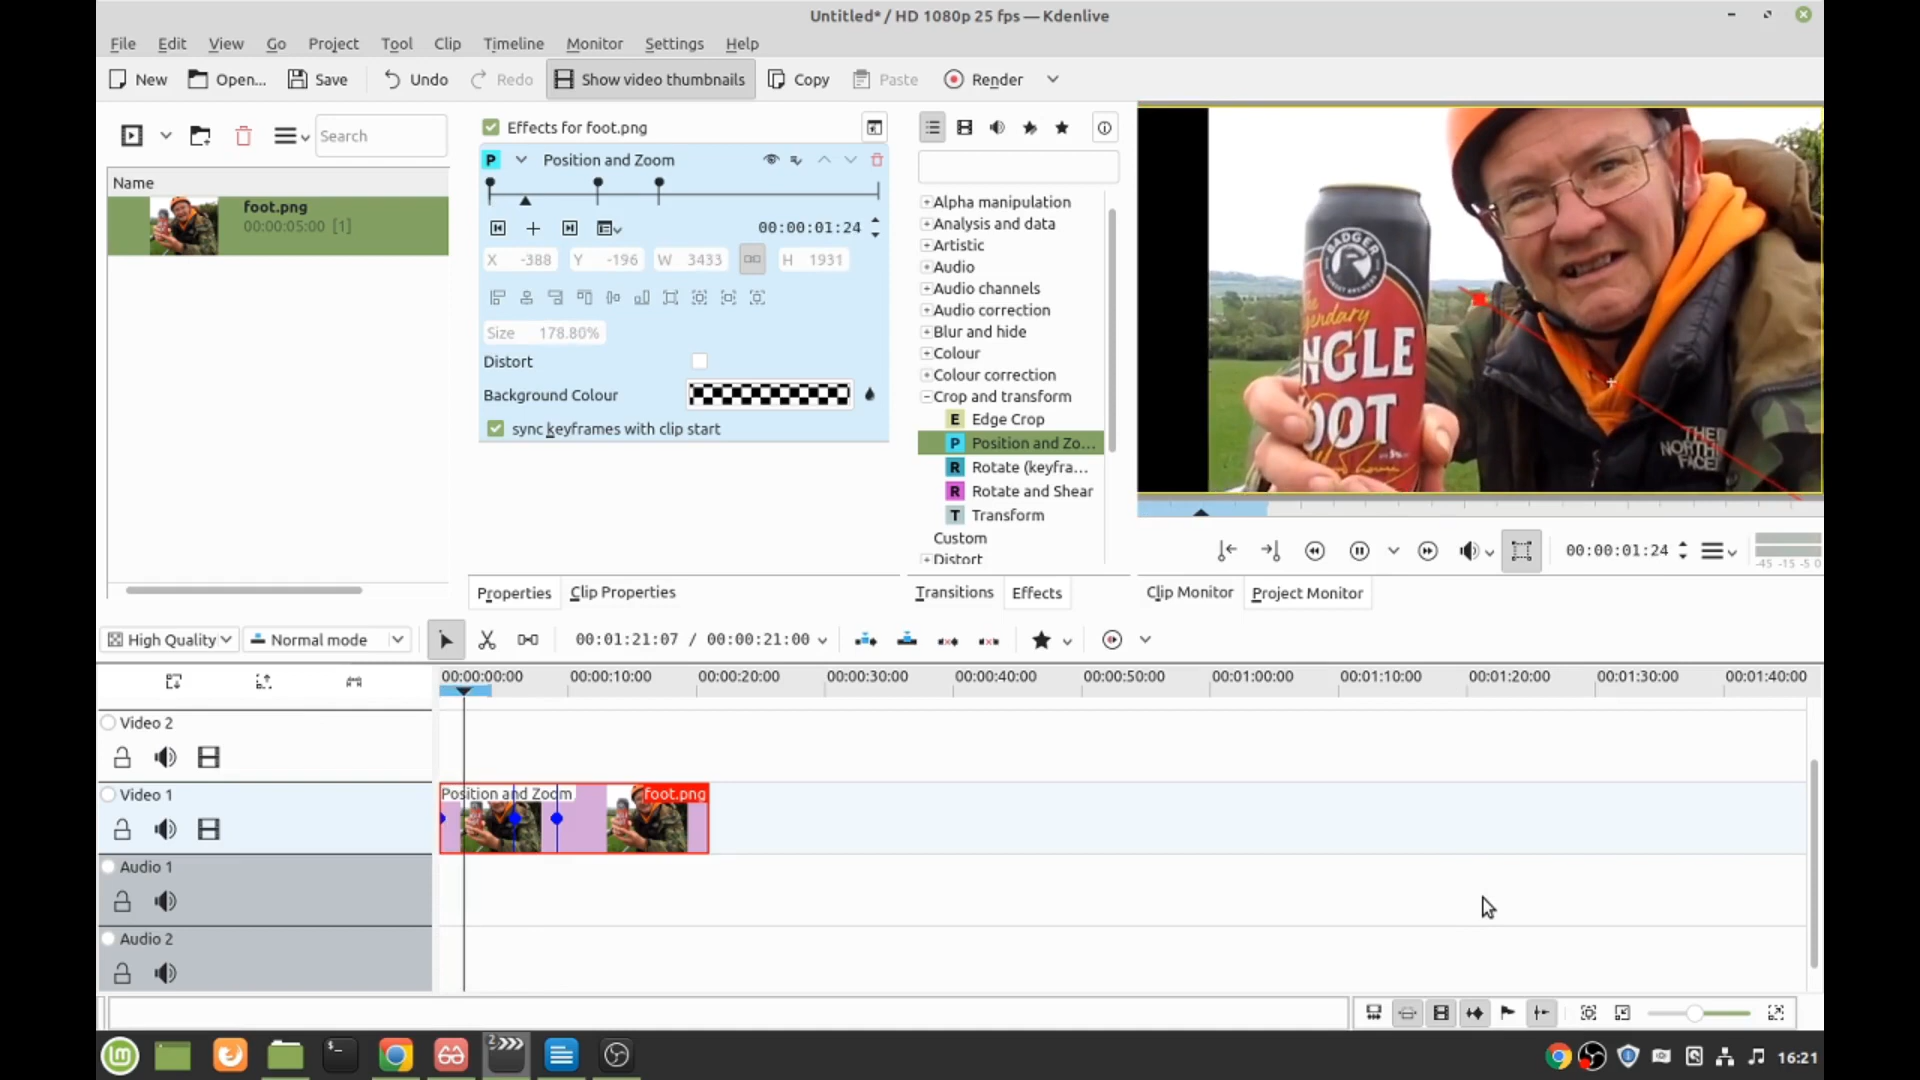 Untitled* / HD 1080p 25 fps — Kdenlive
File Edit View Go Project Tool Clip Timeline Monitor Settings Help
New Open... Save Undo Redo Show video thumbnails Copy Paste Render
Search
Name
foot.png
00:00:05:00 [1]
Effects for foot.png
P Position and Zoom
00:00:01:24
X -388 Y -196 W 3433 H 1931
Size 178.80%
Distort
Background Colour
sync keyframes with clip start
Properties Clip Properties
Alpha manipulation
Analysis and data
Artistic
Audio
Audio channels
Audio correction
Blur and hide
Colour
Colour correction
Crop and transform
E Edge Crop
P Position and Zo...
R Rotate (keyfra...
R Rotate and Shear
T Transform
Custom
Distort
Transitions Effects
BADGER
NGLE
OOT
THE
NORTH
FACE
00:00:01:24
-45 -15 -5 0
Clip Monitor Project Monitor
High Quality Normal mode 00:01:21:07 / 00:00:21:00
00:00:00:00 00:00:10:00 00:00:20:00 00:00:30:00 00:00:40:00 00:00:50:00 00:01:00:00 00:01:10:00 00:01:20:00 00:01:30:00 00:01:40:00
Video 2
Video 1
Position and Zoom foot.png
Audio 1
Audio 2
16:21